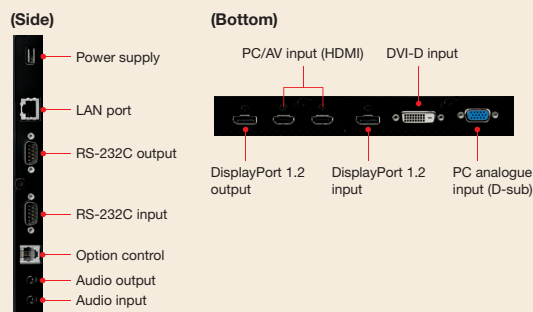 (Side)
Power supply
LAN port
RS-232C output
RS-232C input
Option control
Audio output
Audio input
(Bottom)
PC/AV input (HDMI)
DVI-D input
DisplayPort 1.2
output
DisplayPort 1.2
input
PC analogue
input (D-sub)